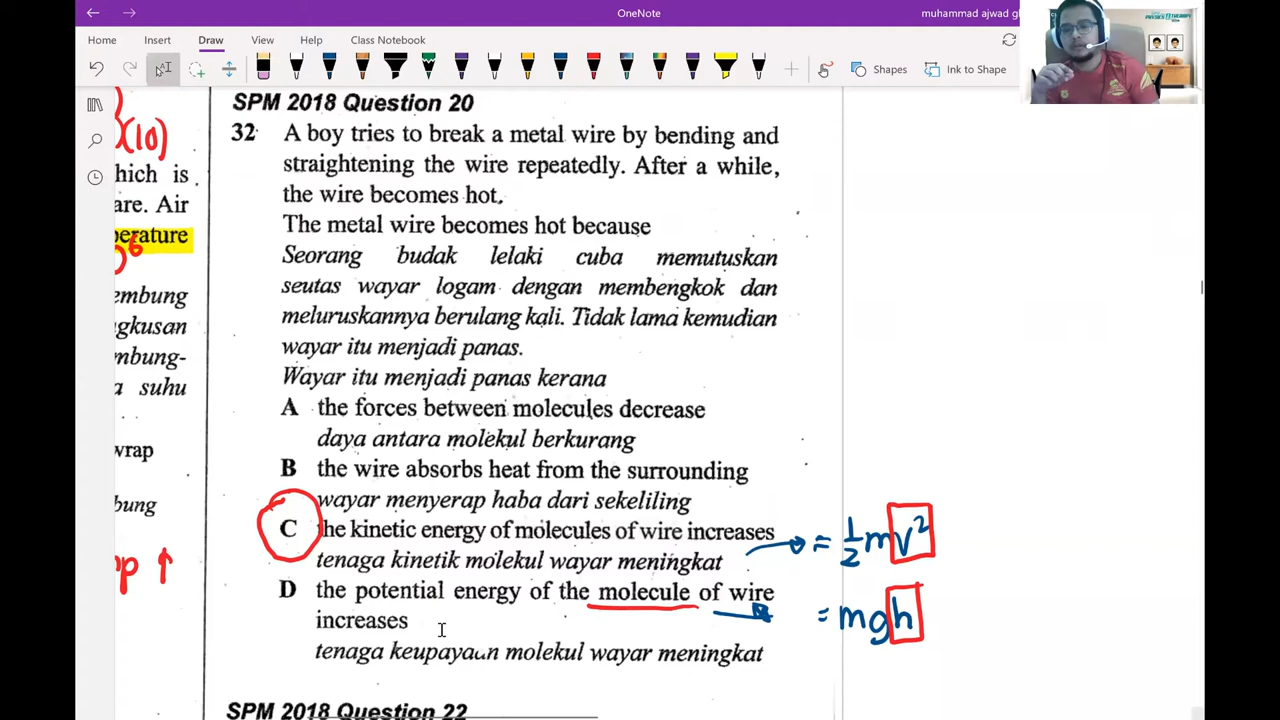 OneNote
muhammad ajwad gh
Home Insert Draw View Help Class Notebook
Shapes
Ink to Shape
)
)(10)
hich is
are. Air
perature
6
embung
gkusan
mbung-
a suhu
wrap
bung
mp ↑
SPM 2018 Question 20
32 A boy tries to break a metal wire by bending and
straightening the wire repeatedly. After a while,
the wire becomes hot.
The metal wire becomes hot because
Seorang budak lelaki cuba memutuskan
seutas wayar logam dengan membengkok dan
meluruskannya berulang kali. Tidak lama kemudian
wayar itu menjadi panas.
Wayar itu menjadi panas kerana
A the forces between molecules decrease
daya antara molekul berkurang
B the wire absorbs heat from the surrounding
wayar menyerap haba dari sekeliling
C the kinetic energy of molecules of wire increases
tenaga kinetik molekul wayar meningkat
= 1/2 mv²
D the potential energy of the molecule of wire
increases
= mgh
tenaga keupayaan molekul wayar meningkat
SPM 2018 Question 22